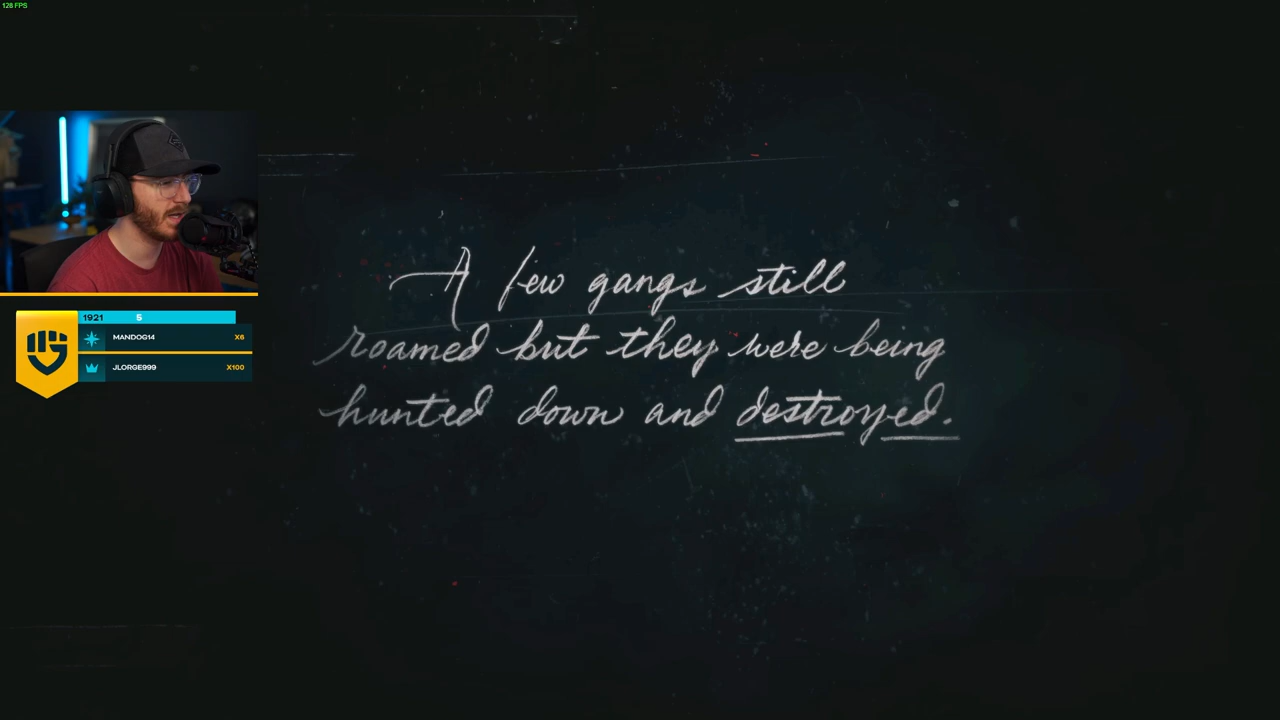 128 FPS
A few gangs still
roamed but they were being
hunted down and destroyed.
1921 5
MANDOG14 X6
JLORGE999 X100